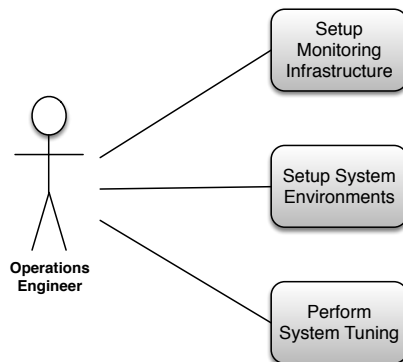 Setup
Monitoring
Infrastructure
Setup System
Environments
Operations
Engineer
Perform
System Tuning